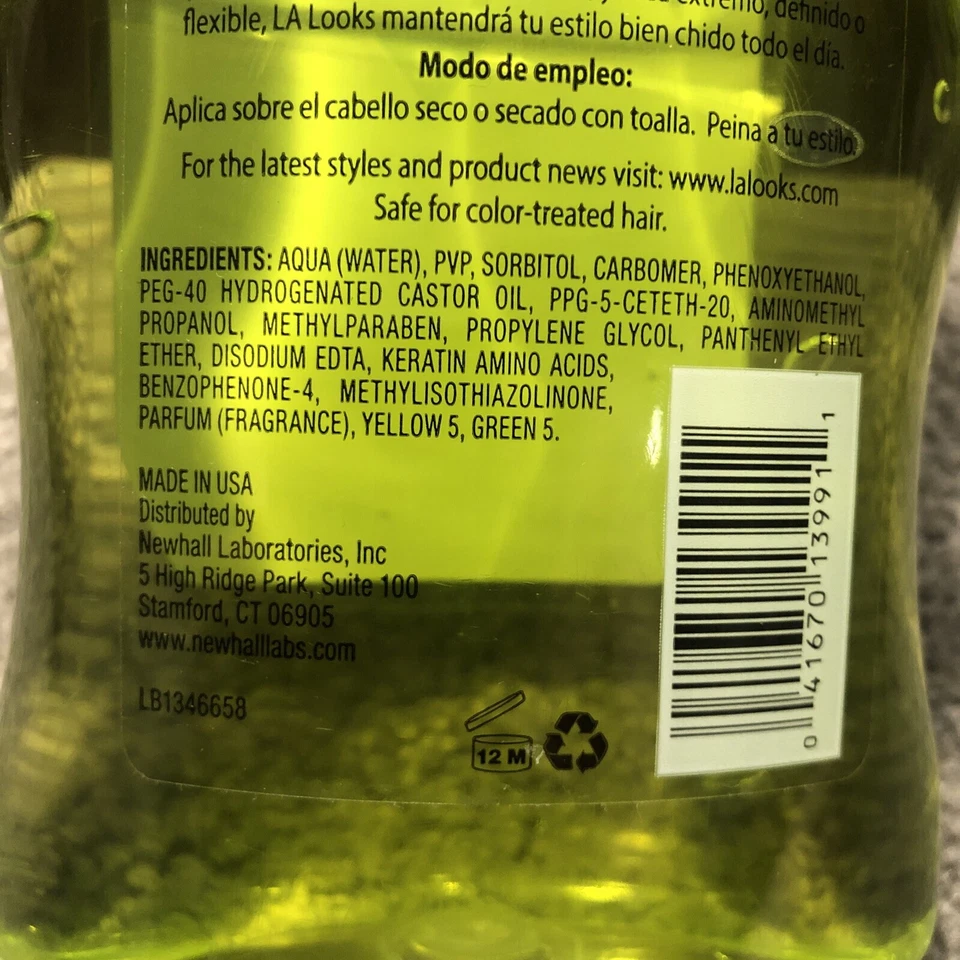 extremo, definido o
flexible, LA Looks mantendrá tu estilo bien chido todo el día.
Modo de empleo:
Aplica sobre el cabello seco o secado con toalla. Peina a tu estilo.
For the latest styles and product news visit: www.lalooks.com
Safe for color-treated hair.
INGREDIENTS: AQUA (WATER), PVP, SORBITOL, CARBOMER, PHENOXYETHANOL,
PEG-40 HYDROGENATED CASTOR OIL, PPG-5-CETETH-20, AMINOMETHYL
PROPANOL, METHYLPARABEN, PROPYLENE GLYCOL, PANTHENYL ETHYL
ETHER, DISODIUM EDTA, KERATIN AMINO ACIDS,
BENZOPHENONE-4, METHYLISOTHIAZOLINONE,
PARFUM (FRAGRANCE), YELLOW 5, GREEN 5.
MADE IN USA
Distributed by
Newhall Laboratories, Inc
5 High Ridge Park, Suite 100
Stamford, CT 06905
www.newhalllabs.com
LB1346658
12 M
0 41670 13991 1